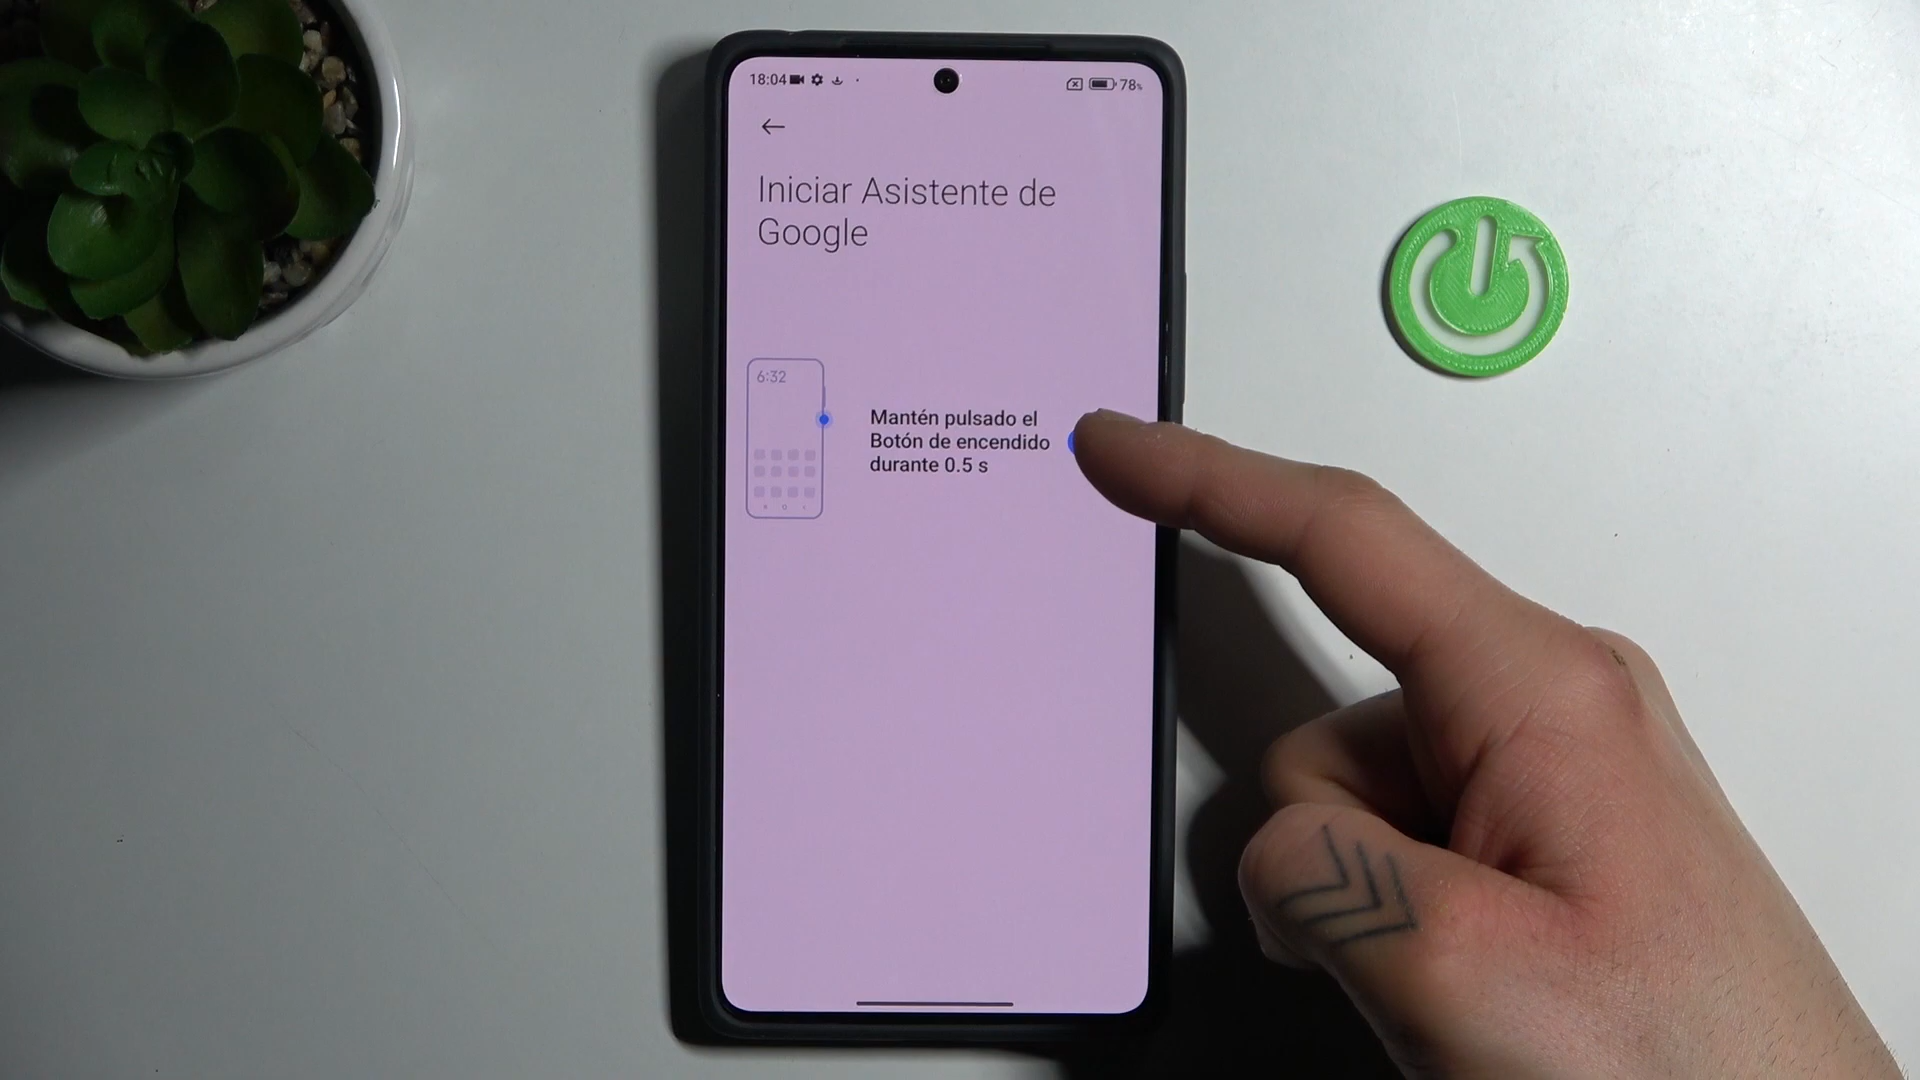 18:04
78%
Iniciar Asistente de
Google
6:32
Mantén pulsado el
Botón de encendido
durante 0.5 s